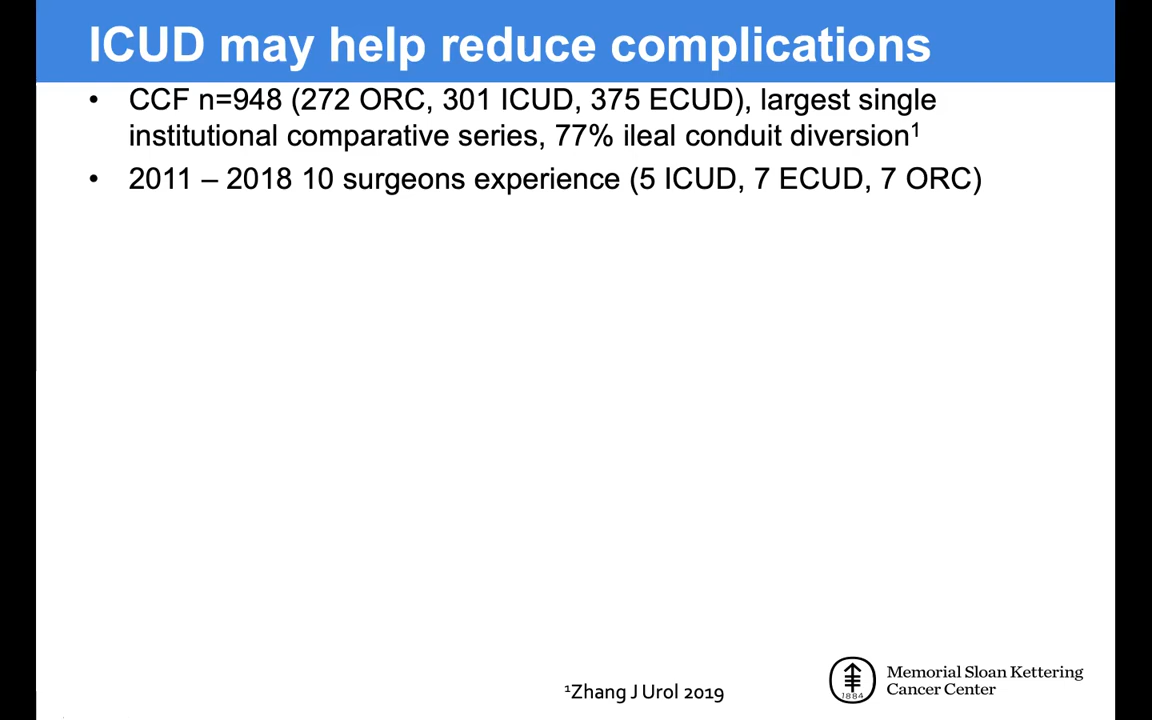 ICUD may help reduce complications
• CCF n=948 (272 ORC, 301 ICUD, 375 ECUD), largest single
institutional comparative series, 77% ileal conduit diversion¹
• 2011 – 2018 10 surgeons experience (5 ICUD, 7 ECUD, 7 ORC)
¹Zhang J Urol 2019
1884
Memorial Sloan Kettering
Cancer Center